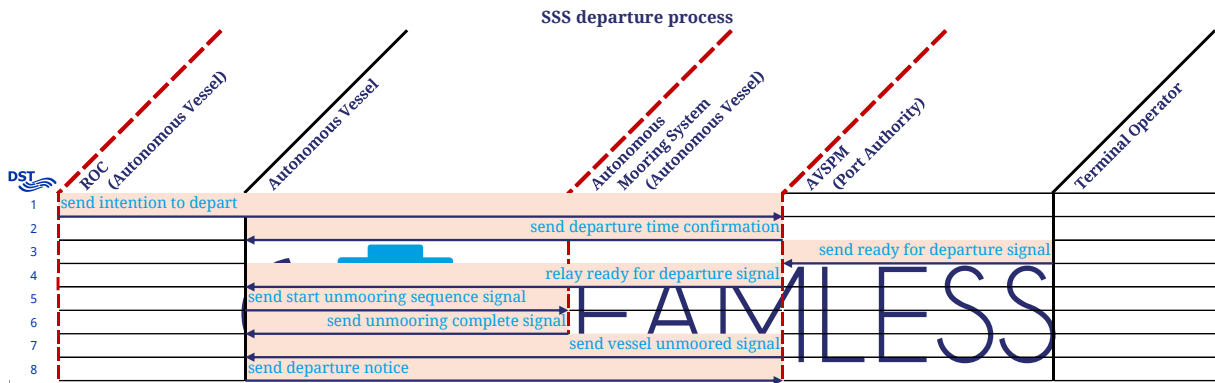 SSS departure process
ROC
(Autonomous Vessel)
Autonomous Vessel
Autonomous
Mooring System
(Autonomous Vessel)
AVSPM
(Port Authority)
Terminal Operator
DST
1
send intention to depart
2
send departure time confirmation
3
send ready for departure signal
4
relay ready for departure signal
5
send start unmooring sequence signal
6
send unmooring complete signal
7
send vessel unmoored signal
8
send departure notice
EAMLESS